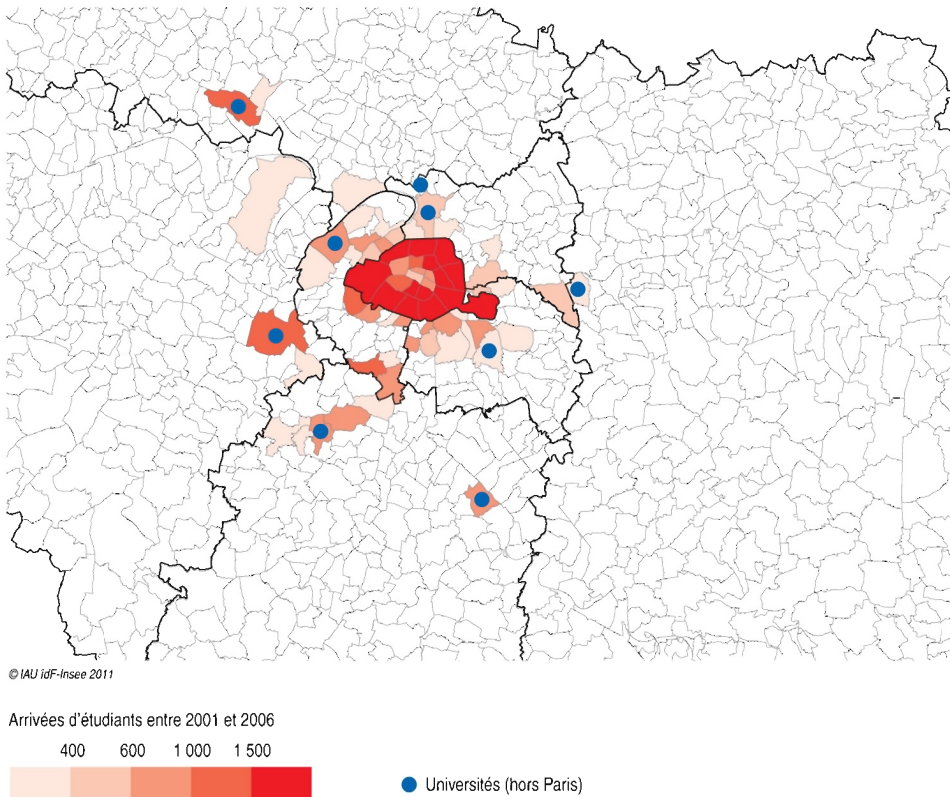 © IAU îdF-Insee 2011
Arrivées d'étudiants entre 2001 et 2006
400 600 1 000 1 500
Universités (hors Paris)